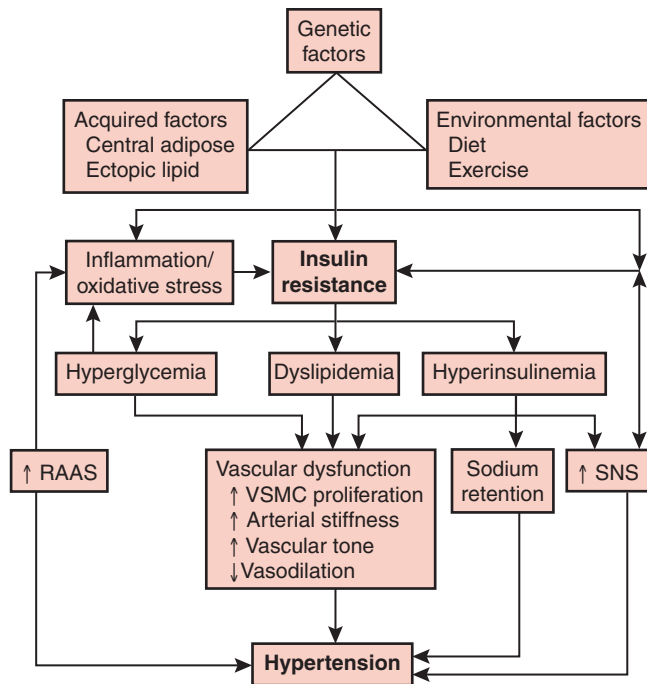 Genetic
factors
Acquired factors
Central adipose
Ectopic lipid
Environmental factors
Diet
Exercise
Inflammation/
oxidative stress
Insulin
resistance
Hyperglycemia
Dyslipidemia
Hyperinsulinemia
↑ RAAS
Vascular dysfunction
↑ VSMC proliferation
↑ Arterial stiffness
↑ Vascular tone
↓ Vasodilation
Sodium
retention
↑ SNS
Hypertension